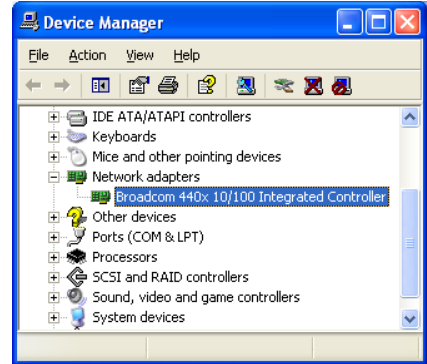 Device Manager
File Action View Help
IDE ATA/ATAPI controllers
Keyboards
Mice and other pointing devices
Network adapters
Broadcom 440x 10/100 Integrated Controller
Other devices
Ports (COM & LPT)
Processors
SCSI and RAID controllers
Sound, video and game controllers
System devices